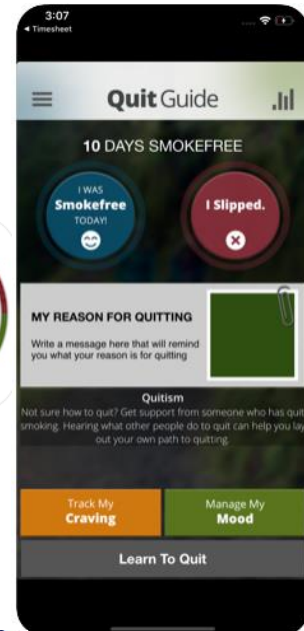 3:07
◀ Timesheet
Quit Guide
10 DAYS SMOKEFREE
I WAS
Smokefree
TODAY!
I Slipped.
MY REASON FOR QUITTING
Write a message here that will remind
you what your reason is for quitting
Quitism
Not sure how to quit? Get support from someone who has quit
smoking. Hearing what other people do to quit can help you lay
out your own path to quitting.
Track My
Craving
Manage My
Mood
Learn To Quit